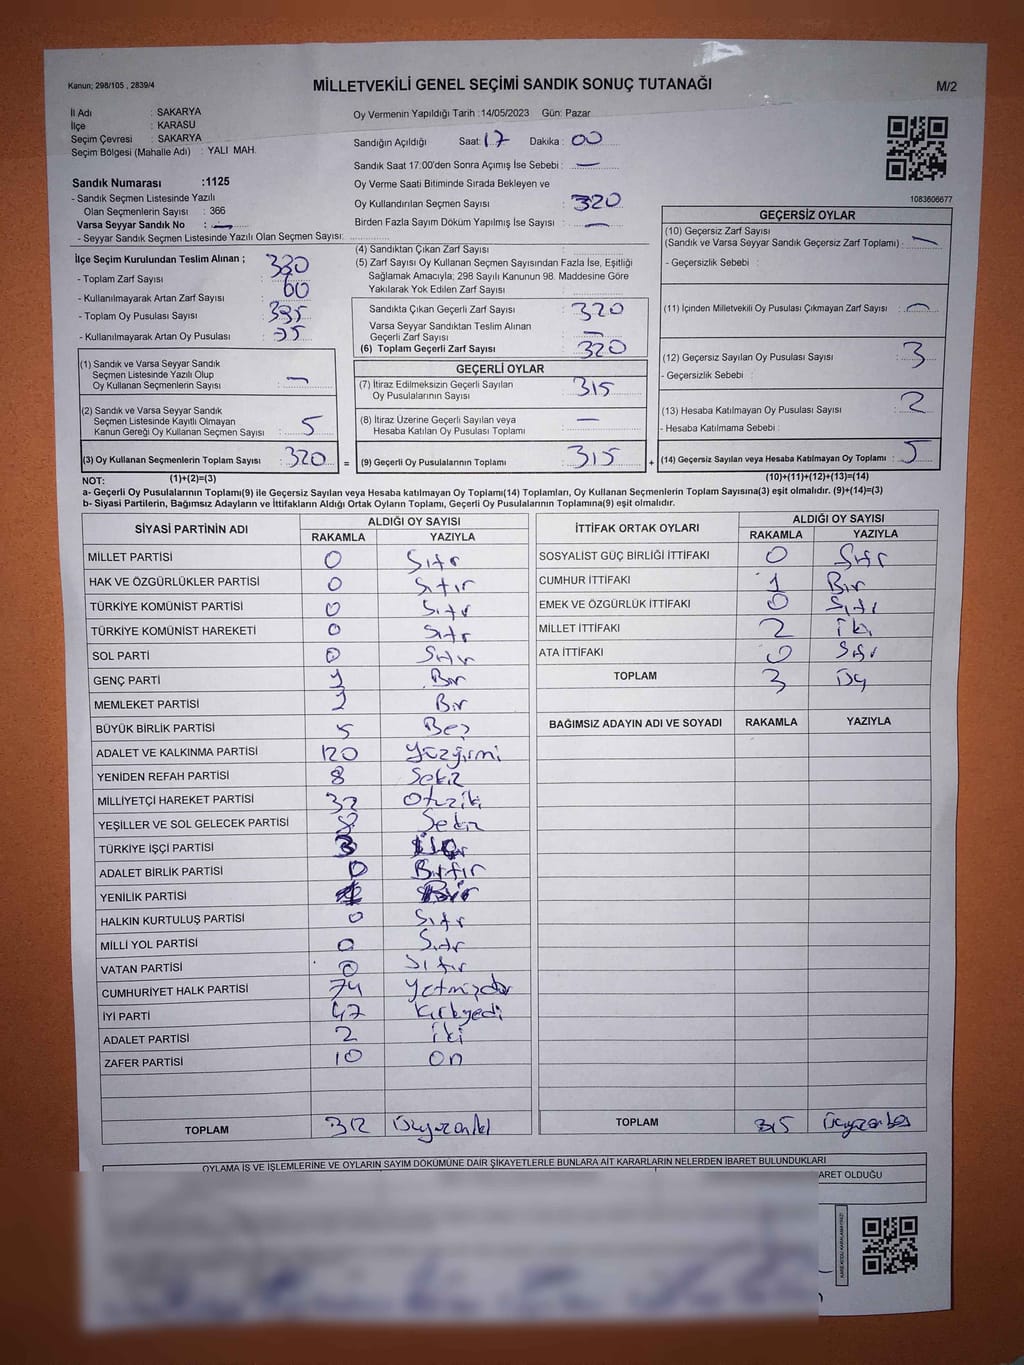 Kanun; 298/105 , 2839/4
MİLLETVEKİLİ GENEL SEÇİMİ SANDIK SONUÇ TUTANAĞI
M/2
İl Adı : SAKARYA
İlçe : KARASU
Seçim Çevresi : SAKARYA
Seçim Bölgesi (Mahalle Adı) : YALI MAH.
Oy Vermenin Yapıldığı Tarih :14/05/2023 Gün: Pazar
Sandığın Açıldığı Saat: 17 Dakika : 00
Sandık Saat 17:00'den Sonra Açımış İse Sebebi : —
Sandık Numarası :1125
- Sandık Seçmen Listesinde Yazılı
Olan Seçmenlerin Sayısı : 366
Varsa Seyyar Sandık No : —
- Seyyar Sandık Seçmen Listesinde Yazılı Olan Seçmen Sayısı:
Oy Verme Saati Bitiminde Sırada Bekleyen ve
Oy Kullandırılan Seçmen Sayısı : 320
Birden Fazla Sayım Döküm Yapılmış İse Sayısı : —
1083606677
İlçe Seçim Kurulundan Teslim Alınan ;
- Toplam Zarf Sayısı : 380
- Kullanılmayarak Artan Zarf Sayısı : 60
- Toplam Oy Pusulası Sayısı : 395
- Kullanılmayarak Artan Oy Pusulası : 75
(4) Sandıktan Çıkan Zarf Sayısı :
(5) Zarf Sayısı Oy Kullanan Seçmen Sayısından Fazla İse, Eşitliği
Sağlamak Amacıyla; 298 Sayılı Kanunun 98. Maddesine Göre
Yakılarak Yok Edilen Zarf Sayısı :
Sandıkta Çıkan Geçerli Zarf Sayısı : 320
Varsa Seyyar Sandıktan Teslim Alınan
Geçerli Zarf Sayısı : —
(6) Toplam Geçerli Zarf Sayısı : 320
GEÇERSİZ OYLAR
(10) Geçersiz Zarf Sayısı
(Sandık ve Varsa Seyyar Sandık Geçersiz Zarf Toplamı) : —
- Geçersizlik Sebebi :
(11) İçinden Milletvekili Oy Pusulası Çıkmayan Zarf Sayısı : —
(12) Geçersiz Sayılan Oy Pusulası Sayısı : 3
- Geçersizlik Sebebi :
(13) Hesaba Katılmayan Oy Pusulası Sayısı : 2
- Hesaba Katılmama Sebebi :
(14) Geçersiz Sayılan veya Hesaba Katılmayan Oy Toplamı : 5
(10)+(11)+(12)+(13)=(14)
(1) Sandık ve Varsa Seyyar Sandık
Seçmen Listesinde Yazılı Olup
Oy Kullanan Seçmenlerin Sayısı : —
(2) Sandık ve Varsa Seyyar Sandık
Seçmen Listesinde Kayıtlı Olmayan
Kanun Gereği Oy Kullanan Seçmen Sayısı : 5
(3) Oy Kullanan Seçmenlerin Toplam Sayısı : 320 =
GEÇERLİ OYLAR
(7) İtiraz Edilmeksizin Geçerli Sayılan
Oy Pusulalarının Sayısı : 315
(8) İtiraz Üzerine Geçerli Sayılan veya
Hesaba Katılan Oy Pusulası Toplamı : —
(9) Geçerli Oy Pusulalarının Toplamı : 315 +
NOT: (1)+(2)=(3)
a- Geçerli Oy Pusulalarının Toplamı(9) ile Geçersiz Sayılan veya Hesaba Katılmayan Oy Toplamı(14) Toplamları, Oy Kullanan Seçmenlerin Toplam Sayısına(3) eşit olmalıdır. (9)+(14)=(3)
b- Siyasi Partilerin, Bağımsız Adayların ve İttifakların Aldığı Ortak Oyların Toplamı, Geçerli Oy Pusulalarının Toplamına(9) eşit olmalıdır.
SİYASİ PARTİNİN ADI ALDIĞI OY SAYISI
RAKAMLA YAZIYLA
MİLLET PARTİSİ 0 Sıfır
HAK VE ÖZGÜRLÜKLER PARTİSİ 0 Sıfır
TÜRKİYE KOMÜNİST PARTİSİ 0 Sıfır
TÜRKİYE KOMÜNİST HAREKETİ 0 Sıfır
SOL PARTİ 0 Sıfır
GENÇ PARTİ 1 Bir
MEMLEKET PARTİSİ 1 Bir
BÜYÜK BİRLİK PARTİSİ 5 Beş
ADALET VE KALKINMA PARTİSİ 120 Yüzyirmi
YENİDEN REFAH PARTİSİ 8 Sekiz
MİLLİYETÇİ HAREKET PARTİSİ 32 Otuziki
YEŞİLLER VE SOL GELECEK PARTİSİ 8 Sekiz
TÜRKİYE İŞÇİ PARTİSİ 3
ADALET BİRLİK PARTİSİ 0
YENİLİK PARTİSİ 1 Bir
HALKIN KURTULUŞ PARTİSİ 0 Sıfır
MİLLİ YOL PARTİSİ 0 Sıfır
VATAN PARTİSİ 0 Sıfır
CUMHURİYET HALK PARTİSİ 74 Yetmişdör
İYİ PARTİ 47 Kırkyedi
ADALET PARTİSİ 2 iki
ZAFER PARTİSİ 10 on
TOPLAM 312 Üçyüzoniki
İTTİFAK ORTAK OYLARI ALDIĞI OY SAYISI
RAKAMLA YAZIYLA
SOSYALİST GÜÇ BİRLİĞİ İTTİFAKI 0 Sıfır
CUMHUR İTTİFAKI 1 Bir
EMEK VE ÖZGÜRLÜK İTTİFAKI 0 Sıfır
MİLLET İTTİFAKI 2 iki
ATA İTTİFAKI 0 Sıfır
TOPLAM 3 Üç
BAĞIMSIZ ADAYIN ADI VE SOYADI RAKAMLA YAZIYLA
TOPLAM 315 Üçyüzonbeş
OYLAMA İŞ VE İŞLEMLERİNE VE OYLARIN SAYIM DÖKÜMÜNE DAİR ŞİKAYETLERLE BUNLARA AİT KARARLARIN NELERDEN İBARET BULUNDUKLARI
ARET OLDUĞU